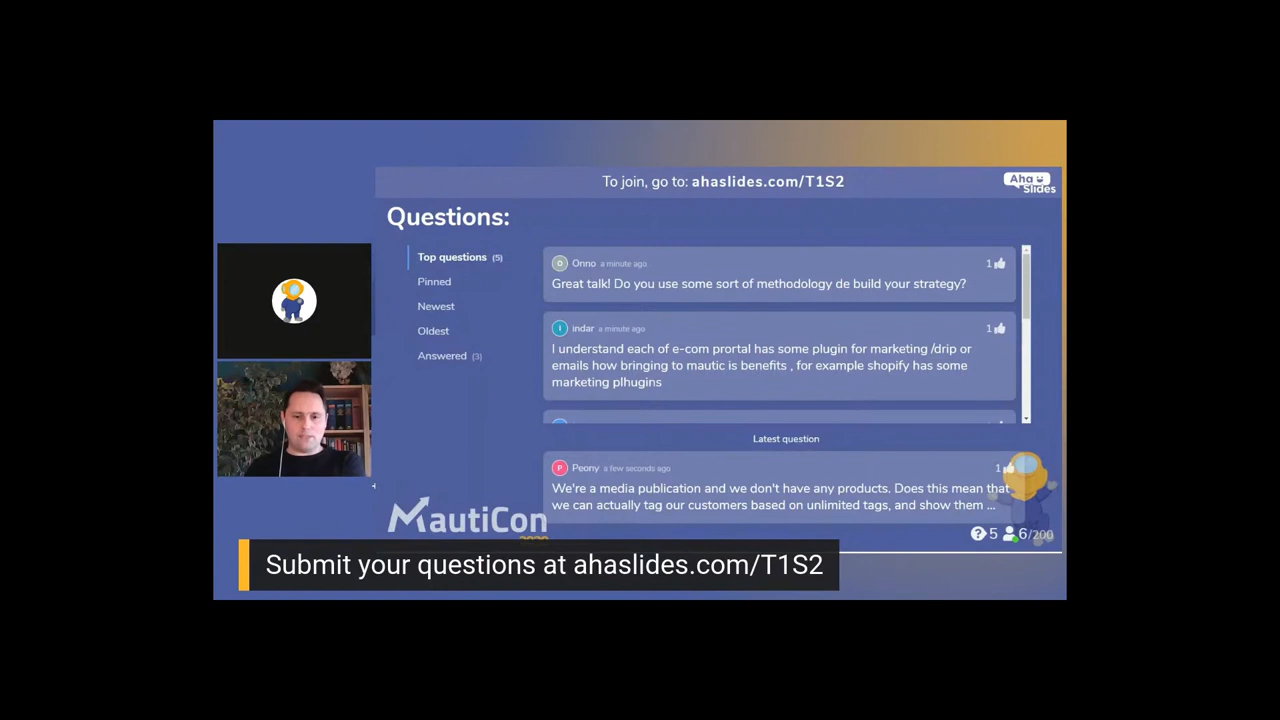 To join, go to: ahaslides.com/T1S2
Aha
Slides
Questions:
Top questions (5)
Pinned
Newest
Oldest
Answered (3)
O Onno a minute ago
1
Great talk! Do you use some sort of methodology de build your strategy?
I indar a minute ago
1
I understand each of e-com prortal has some plugin for marketing /drip or
emails how bringing to mautic is benefits , for example shopify has some
marketing plhugins
Latest question
P Peony a few seconds ago
1
We're a media publication and we don't have any products. Does this mean that
we can actually tag our customers based on unlimited tags, and show them ...
MautiCon
5 6/200
Submit your questions at ahaslides.com/T1S2